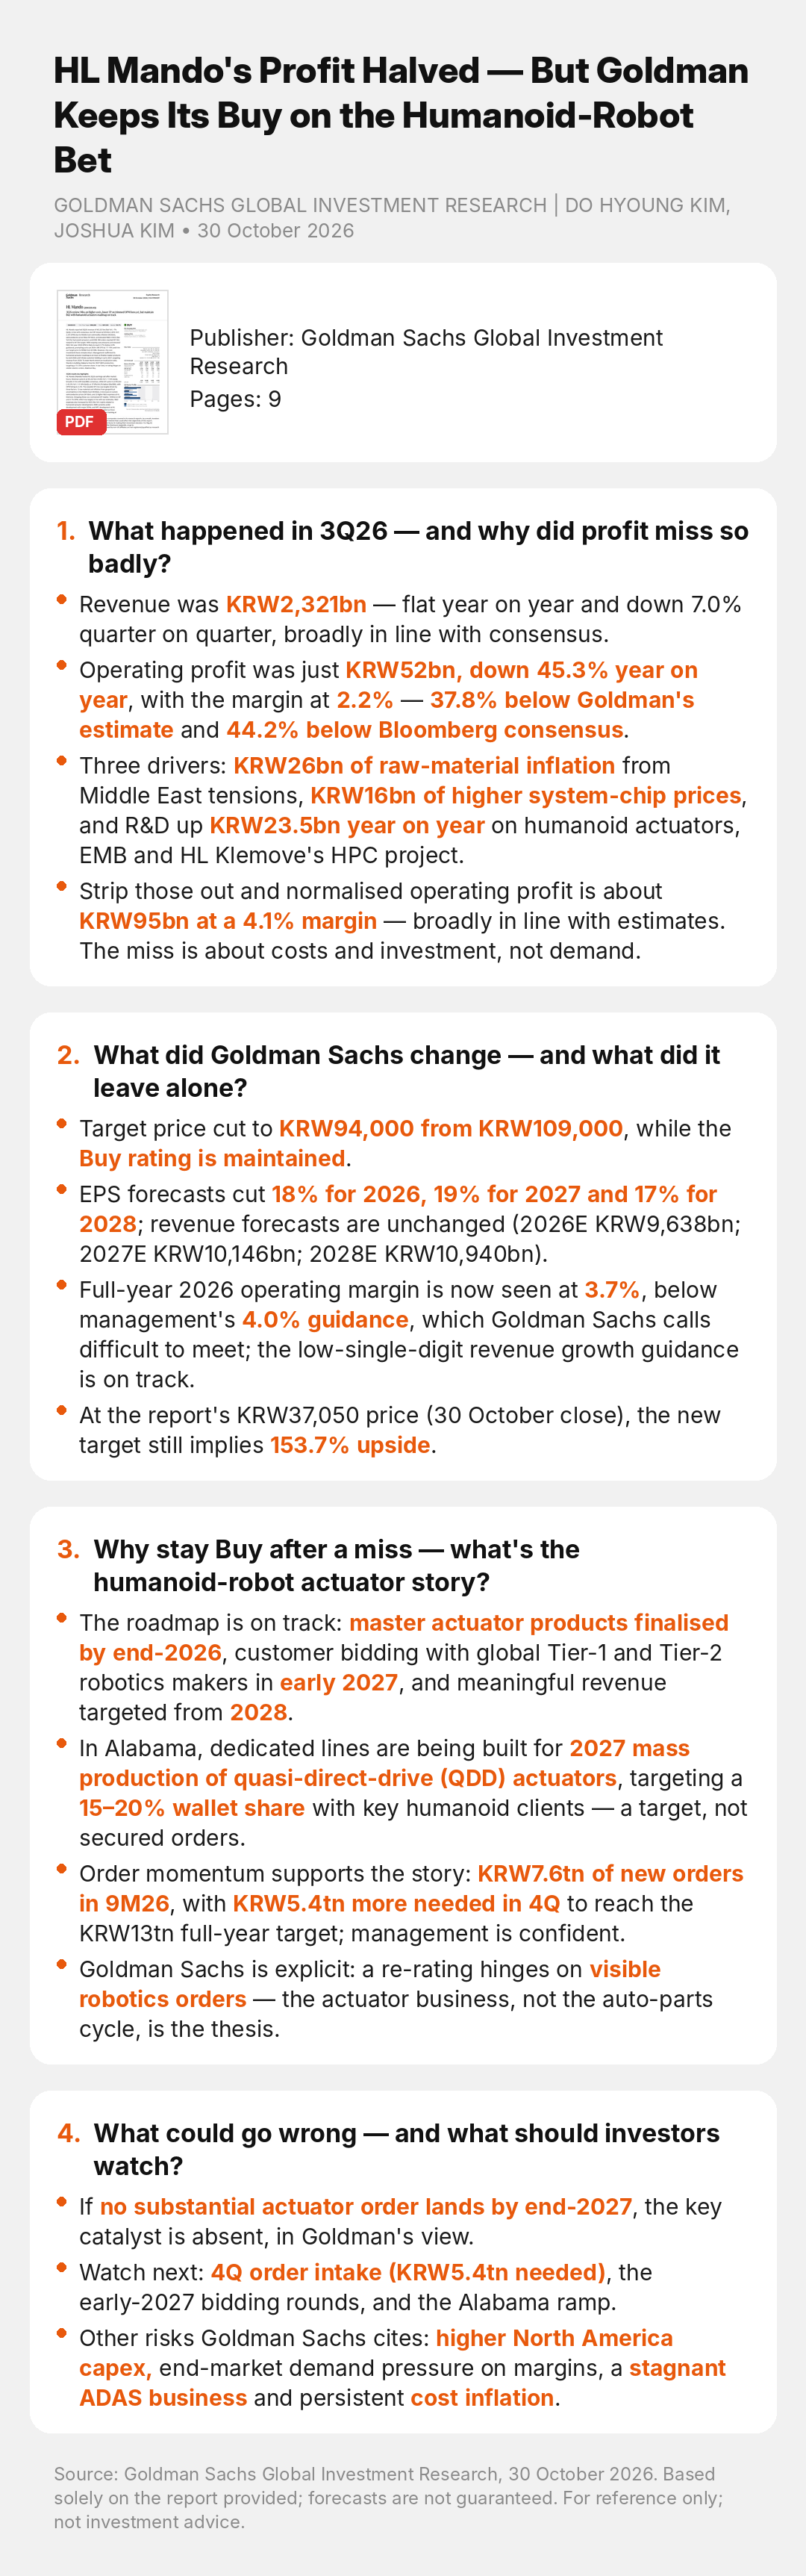 HL Mando's Profit Halved — But Goldman
Keeps Its Buy on the Humanoid-Robot
Bet
GOLDMAN SACHS GLOBAL INVESTMENT RESEARCH | DO HYOUNG KIM,
JOSHUA KIM • 30 October 2026
PDF
Publisher: Goldman Sachs Global Investment
Research
Pages: 9
1. What happened in 3Q26 — and why did profit miss so
badly?
• Revenue was KRW2,321bn — flat year on year and down 7.0%
quarter on quarter, broadly in line with consensus.
• Operating profit was just KRW52bn, down 45.3% year on
year, with the margin at 2.2% — 37.8% below Goldman's
estimate and 44.2% below Bloomberg consensus.
• Three drivers: KRW26bn of raw-material inflation from
Middle East tensions, KRW16bn of higher system-chip prices,
and R&D up KRW23.5bn year on year on humanoid actuators,
EMB and HL Klemove's HPC project.
• Strip those out and normalised operating profit is about
KRW95bn at a 4.1% margin — broadly in line with estimates.
The miss is about costs and investment, not demand.
2. What did Goldman Sachs change — and what did it
leave alone?
• Target price cut to KRW94,000 from KRW109,000, while the
Buy rating is maintained.
• EPS forecasts cut 18% for 2026, 19% for 2027 and 17% for
2028; revenue forecasts are unchanged (2026E KRW9,638bn;
2027E KRW10,146bn; 2028E KRW10,940bn).
• Full-year 2026 operating margin is now seen at 3.7%, below
management's 4.0% guidance, which Goldman Sachs calls
difficult to meet; the low-single-digit revenue growth guidance
is on track.
• At the report's KRW37,050 price (30 October close), the new
target still implies 153.7% upside.
3. Why stay Buy after a miss — what's the
humanoid-robot actuator story?
• The roadmap is on track: master actuator products finalised
by end-2026, customer bidding with global Tier-1 and Tier-2
robotics makers in early 2027, and meaningful revenue
targeted from 2028.
• In Alabama, dedicated lines are being built for 2027 mass
production of quasi-direct-drive (QDD) actuators, targeting a
15–20% wallet share with key humanoid clients — a target, not
secured orders.
• Order momentum supports the story: KRW7.6tn of new orders
in 9M26, with KRW5.4tn more needed in 4Q to reach the
KRW13tn full-year target; management is confident.
• Goldman Sachs is explicit: a re-rating hinges on visible
robotics orders — the actuator business, not the auto-parts
cycle, is the thesis.
4. What could go wrong — and what should investors
watch?
• If no substantial actuator order lands by end-2027, the key
catalyst is absent, in Goldman's view.
• Watch next: 4Q order intake (KRW5.4tn needed), the
early-2027 bidding rounds, and the Alabama ramp.
• Other risks Goldman Sachs cites: higher North America
capex, end-market demand pressure on margins, a stagnant
ADAS business and persistent cost inflation.
Source: Goldman Sachs Global Investment Research, 30 October 2026. Based
solely on the report provided; forecasts are not guaranteed. For reference only;
not investment advice.